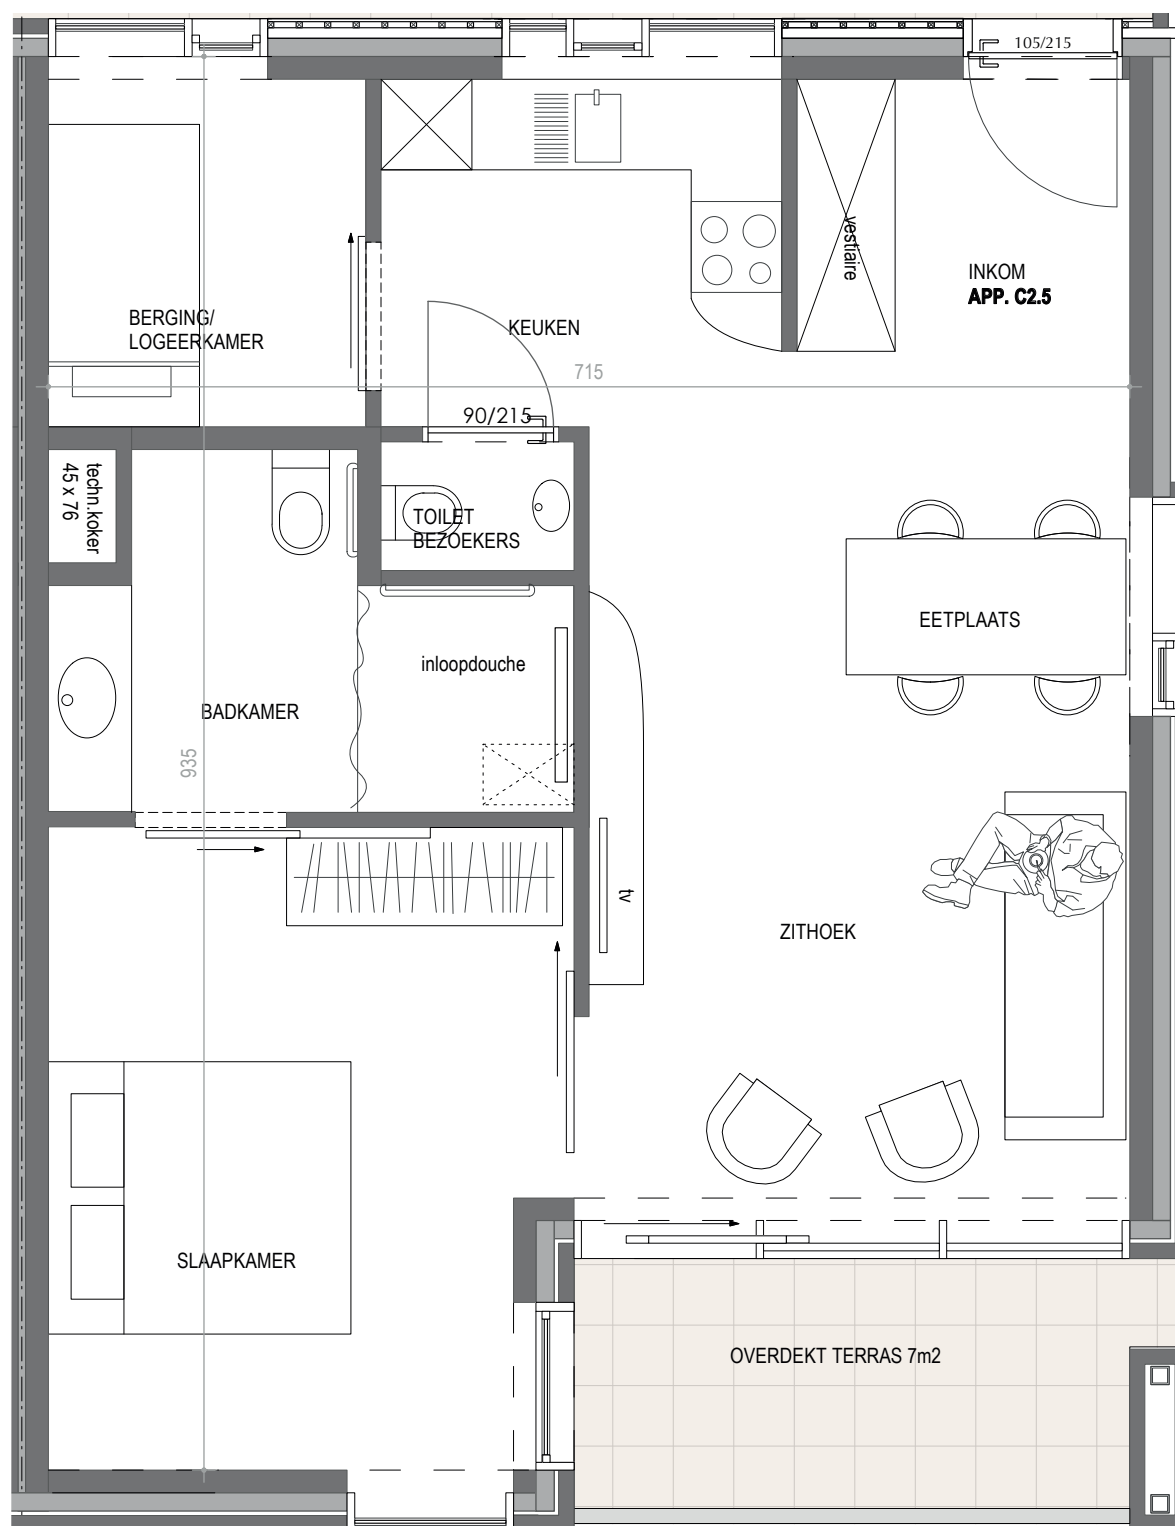 105/215
vestiaire
INKOM
APP. C2.5
BERGING/
LOGEERKAMER
KEUKEN
715
90/215
techn.koker
45 x 76
TOILET
BEZOEKERS
EETPLAATS
inloopdouche
BADKAMER
935
tv
ZITHOEK
SLAAPKAMER
OVERDEKT TERRAS 7m2